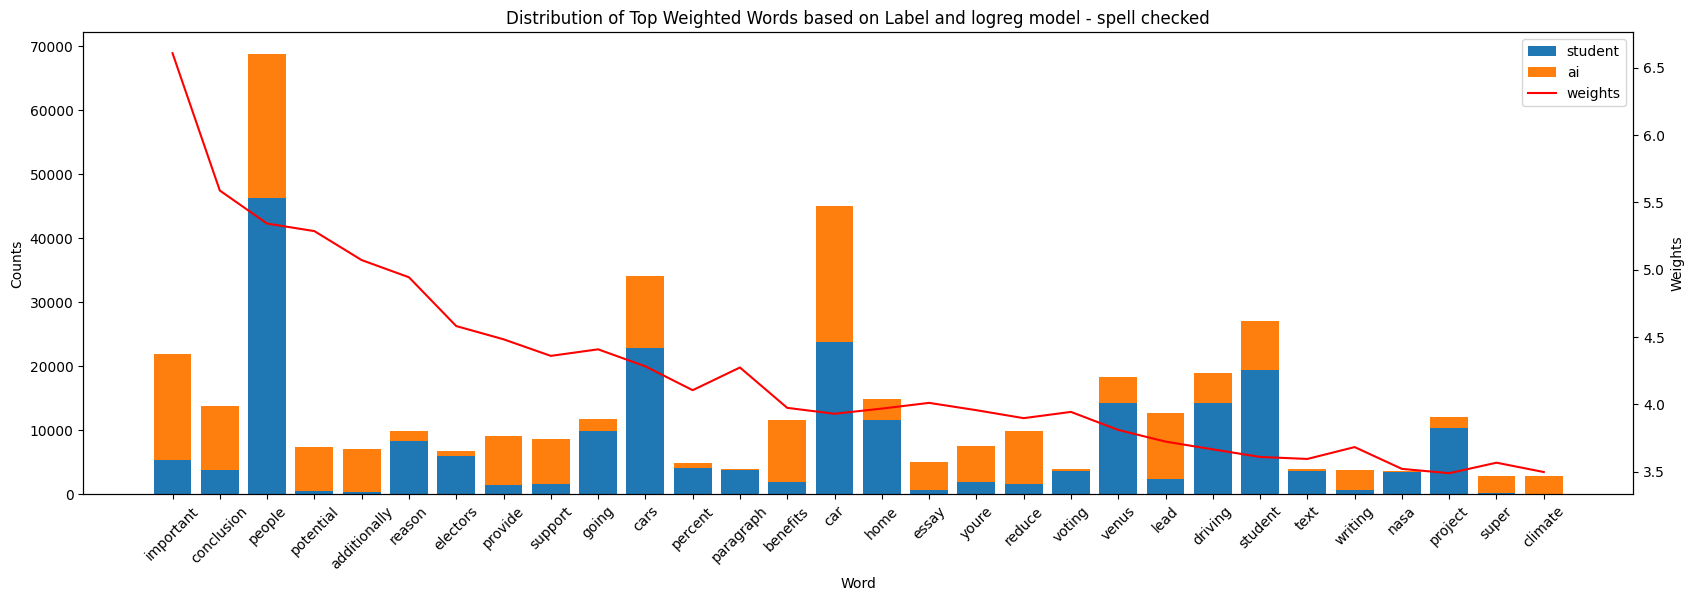 Distribution of Top Weighted Words based on Label and logreg model - spell checked
student
ai
weights
70000
60000
50000
40000
30000
20000
10000
0
Counts
6.5
6.0
5.5
5.0
4.5
4.0
3.5
Weights
important
conclusion
people
potential
additionally
reason
electors
provide
support
going
cars
percent
paragraph
benefits
car
home
essay
youre
reduce
voting
venus
lead
driving
student
text
writing
nasa
project
super
climate
Word